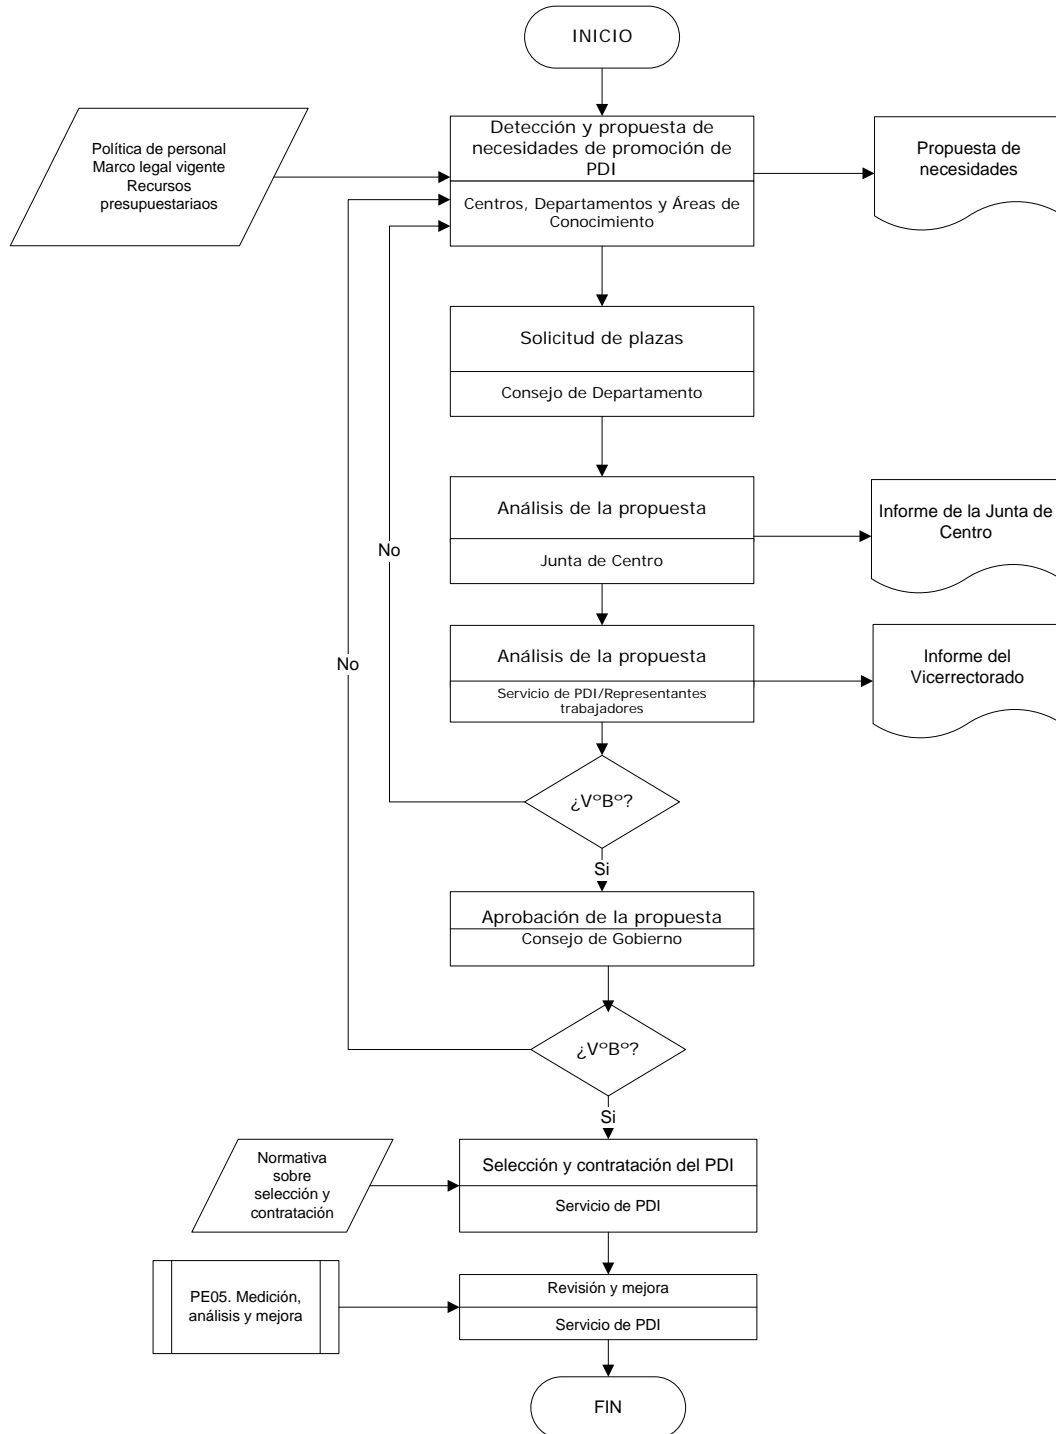 INICIO
Política de personal
Marco legal vigente
Recursos
presupuestariaos
Detección y propuesta de
necesidades de promoción de
PDI
Centros, Departamentos y Áreas de
Conocimiento
Propuesta de
necesidades
Solicitud de plazas
Consejo de Departamento
Análisis de la propuesta
Junta de Centro
Informe de la Junta de
Centro
No
Análisis de la propuesta
Servicio de PDI/Representantes
trabajadores
Informe del
Vicerrectorado
No
¿VºBº?
Si
Aprobación de la propuesta
Consejo de Gobierno
¿VºBº?
Si
Normativa
sobre
selección y
contratación
Selección y contratación del PDI
Servicio de PDI
PE05. Medición,
análisis y mejora
Revisión y mejora
Servicio de PDI
FIN